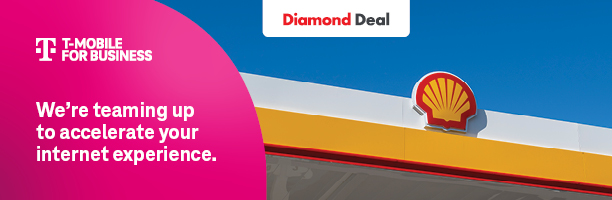 Diamond Deal
T-MOBILE
FOR BUSINESS
We're teaming up
to accelerate your
internet experience.